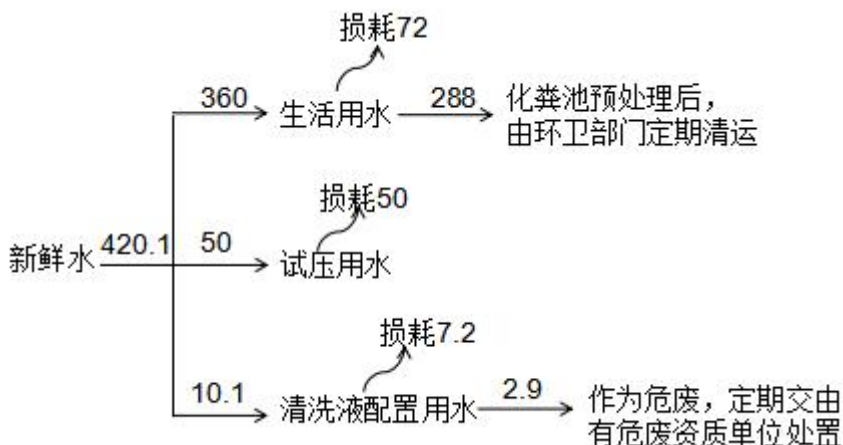 损耗72
360
生活用水
288
化粪池预处理后，
由环卫部门定期清运
损耗50
新鲜水
420.1
50
试压用水
损耗7.2
10.1
清洗液配置用水
2.9
作为危废，定期交由
有危废资质单位处置